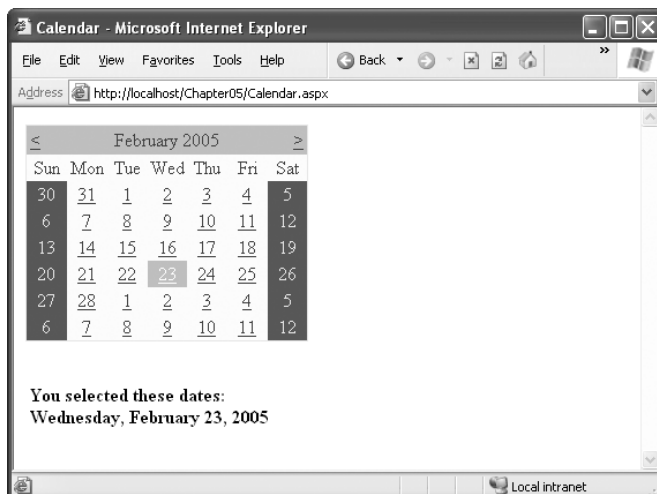 Calendar - Microsoft Internet Explorer
File Edit View Favorites Tools Help Back »
Address http://localhost/Chapter05/Calendar.aspx
< February 2005 >
Sun Mon Tue Wed Thu Fri Sat
30 31 1 2 3 4 5
6 7 8 9 10 11 12
13 14 15 16 17 18 19
20 21 22 23 24 25 26
27 28 1 2 3 4 5
6 7 8 9 10 11 12
You selected these dates:
Wednesday, February 23, 2005
Local intranet